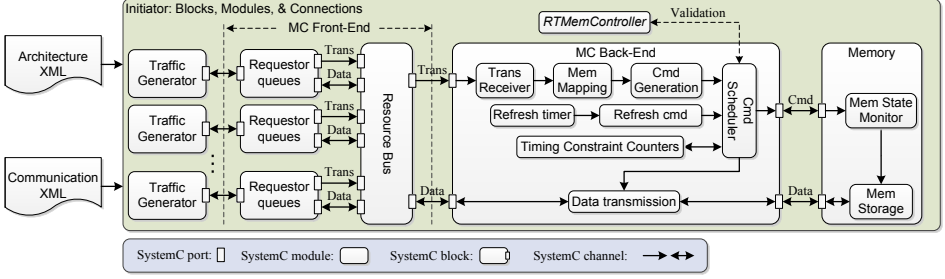 Initiator: Blocks, Modules, & Connections
MC Front-End
RTMemController
Validation
Architecture
XML
Communication
XML
Traffic
Generator
Traffic
Generator
Traffic
Generator
Requestor
queues
Requestor
queues
Requestor
queues
Trans
Data
Trans
Data
Trans
Data
Resource Bus
Trans
Data
MC Back-End
Trans
Receiver
Mem
Mapping
Cmd
Generation
Cmd
Scheduler
Refresh timer
Refresh cmd
Timing Constraint Counters
Data transmission
Cmd
Data
Memory
Mem State
Monitor
Mem
Storage
SystemC port:
SystemC module:
SystemC block:
SystemC channel: